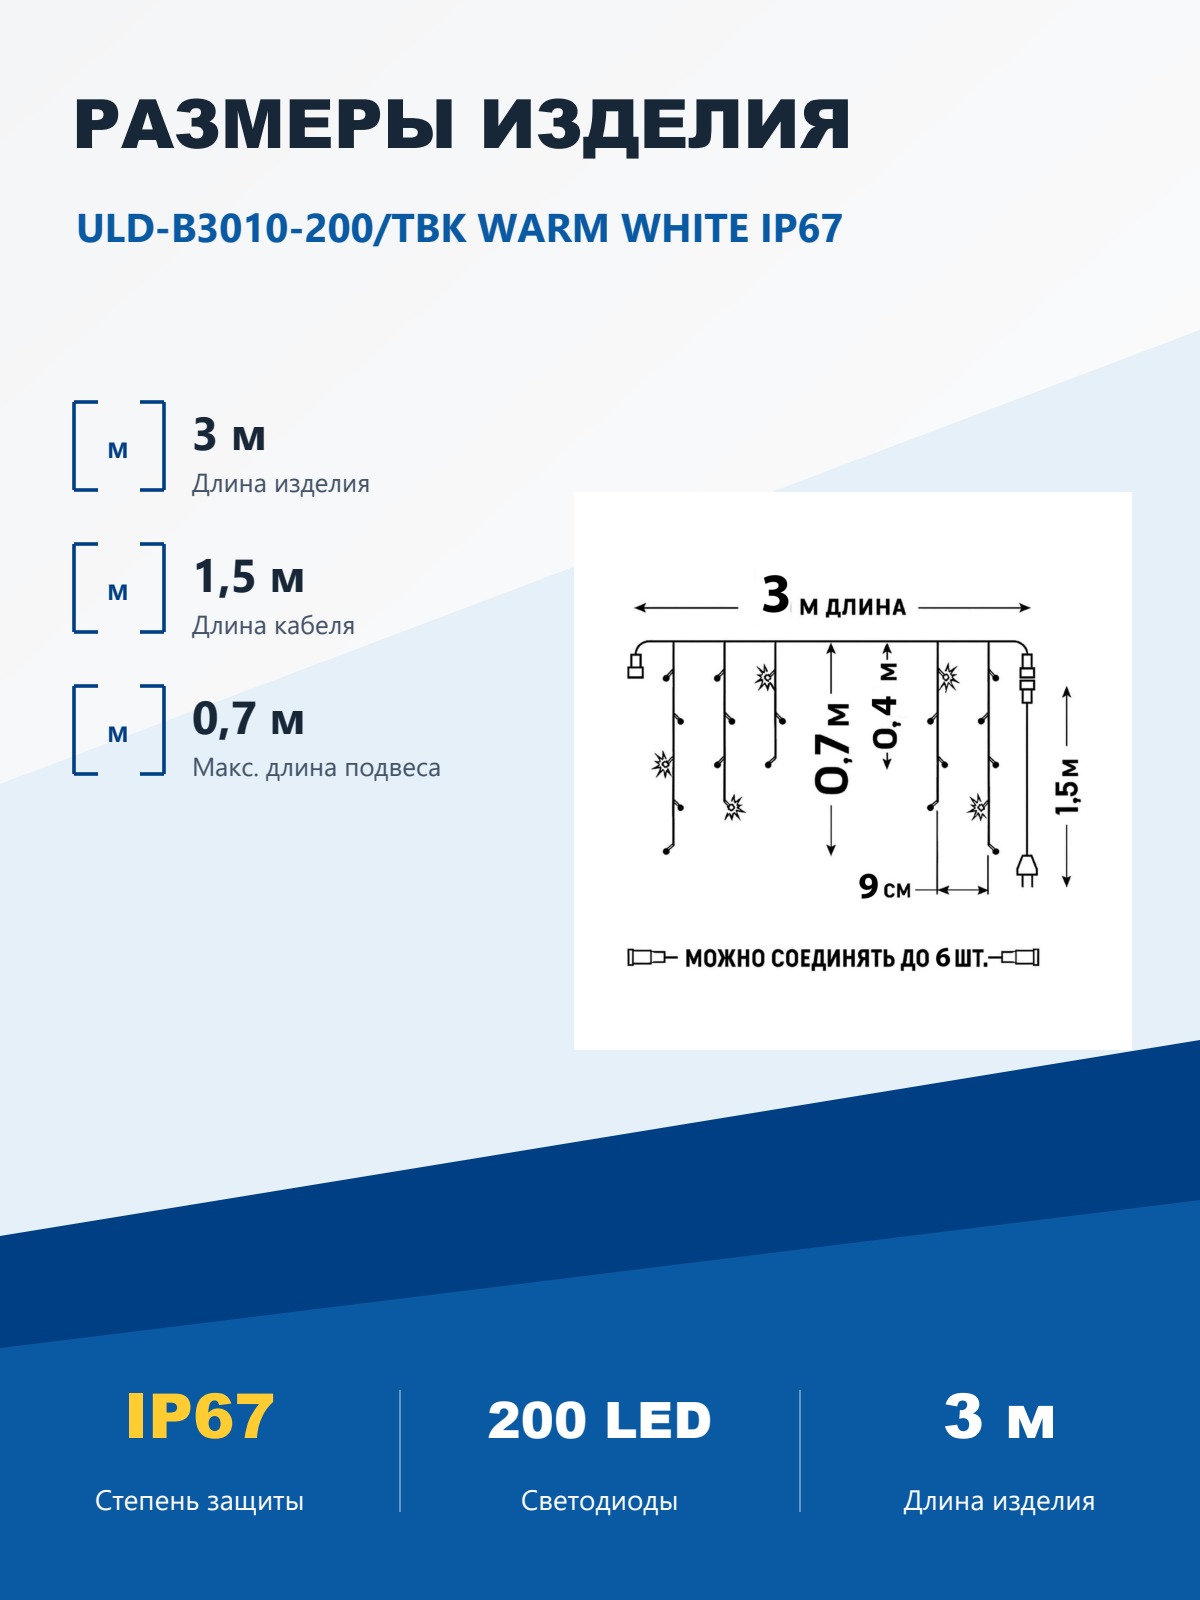 РАЗМЕРЫ ИЗДЕЛИЯ
ULD-B3010-200/TBK WARM WHITE IP67
м
3 м
Длина изделия
м
1,5 м
Длина кабеля
м
0,7 м
Макс. длина подвеса
3 М ДЛИНА
0,7 м
0,4 м
1,5м
9 СМ
МОЖНО СОЕДИНЯТЬ ДО 6 ШТ.
IP67
Степень защиты
200 LED
Светодиоды
3 м
Длина изделия